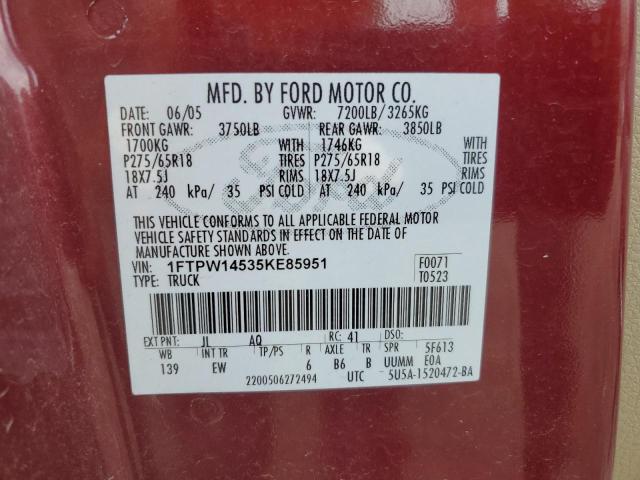 MFD. BY FORD MOTOR CO.
DATE: 06/05 GVWR: 7200LB/3265KG
FRONT GAWR: 3750LB REAR GAWR: 3850LB
1700KG WITH 1746KG WITH
P275/65R18 TIRES P275/65R18 TIRES
18X7.5J RIMS 18X7.5J RIMS
AT 240 kPa/ 35 PSI COLD AT 240 kPa/ 35 PSI COLD
THIS VEHICLE CONFORMS TO ALL APPLICABLE FEDERAL MOTOR
VEHICLE SAFETY STANDARDS IN EFFECT ON THE DATE OF
MANUFACTURE SHOWN ABOVE.
VIN: 1FTPW14535KE85951 F0071
TYPE: TRUCK T0523
EXT PNT: JL AQ RC: 41 DSO:
WB INT TR TP/PS R AXLE TR SPR 5F613
139 EW 6 B6 B UUMM E0A
2200506272494 UTC 5U5A-1520472-BA
Ford